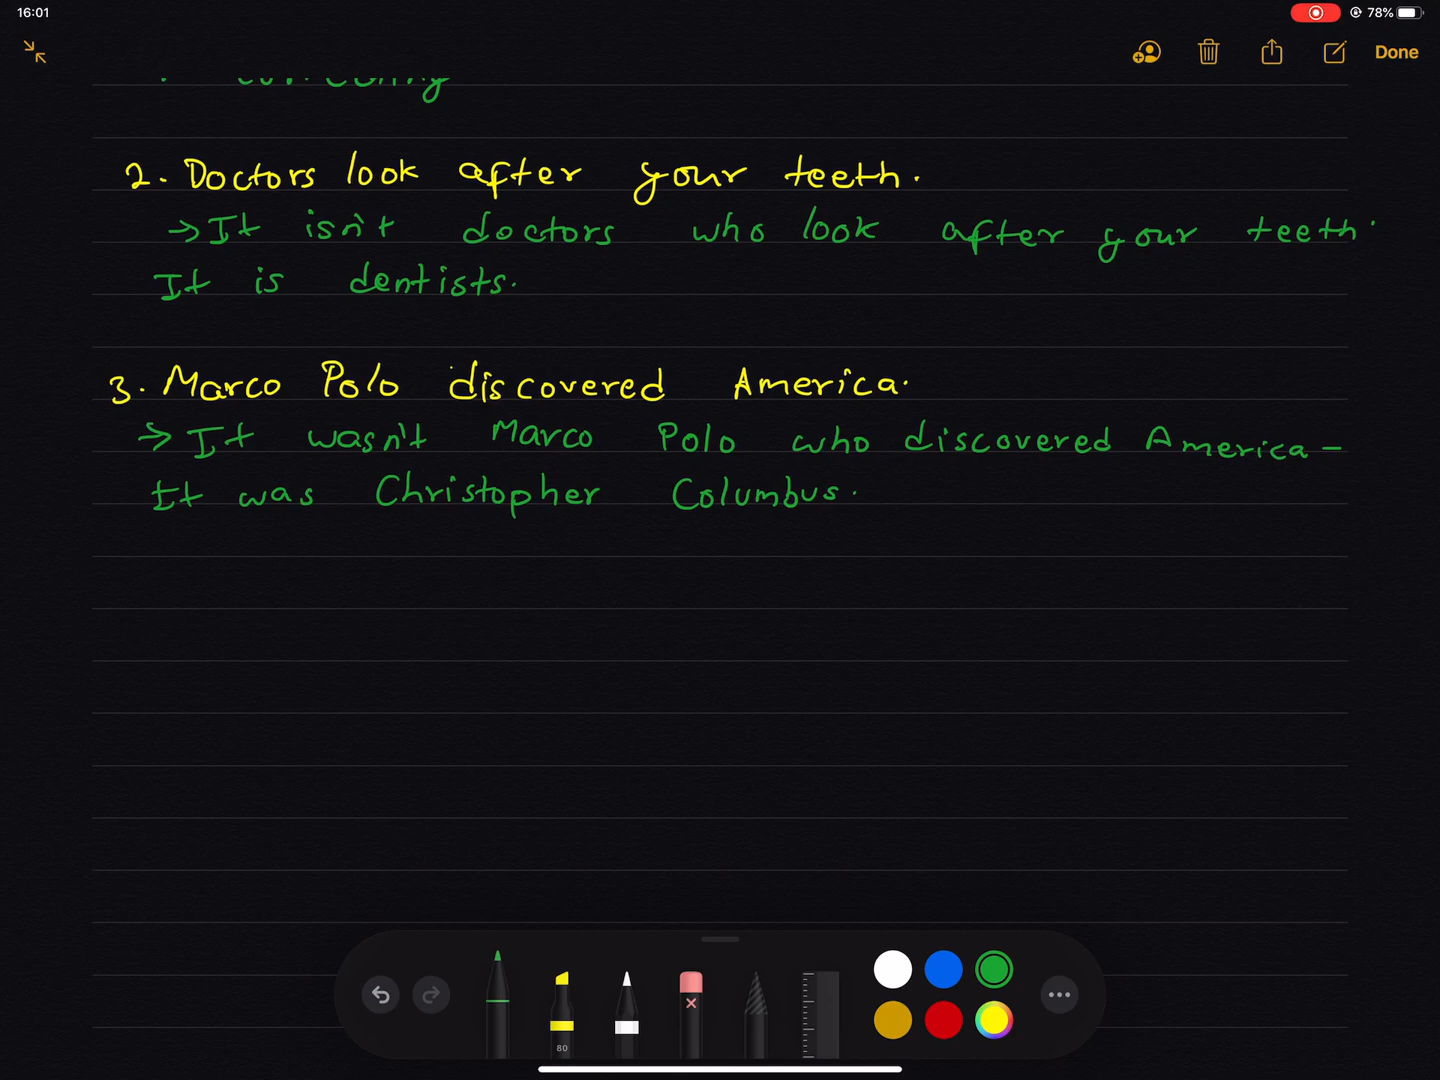 16:01
78%
Done
2. Doctors look after your teeth.
→ It isn't doctors who look after your teeth.
It is dentists.
3. Marco Polo discovered America.
→ It wasn't Marco Polo who discovered America -
It was Christopher Columbus.
80